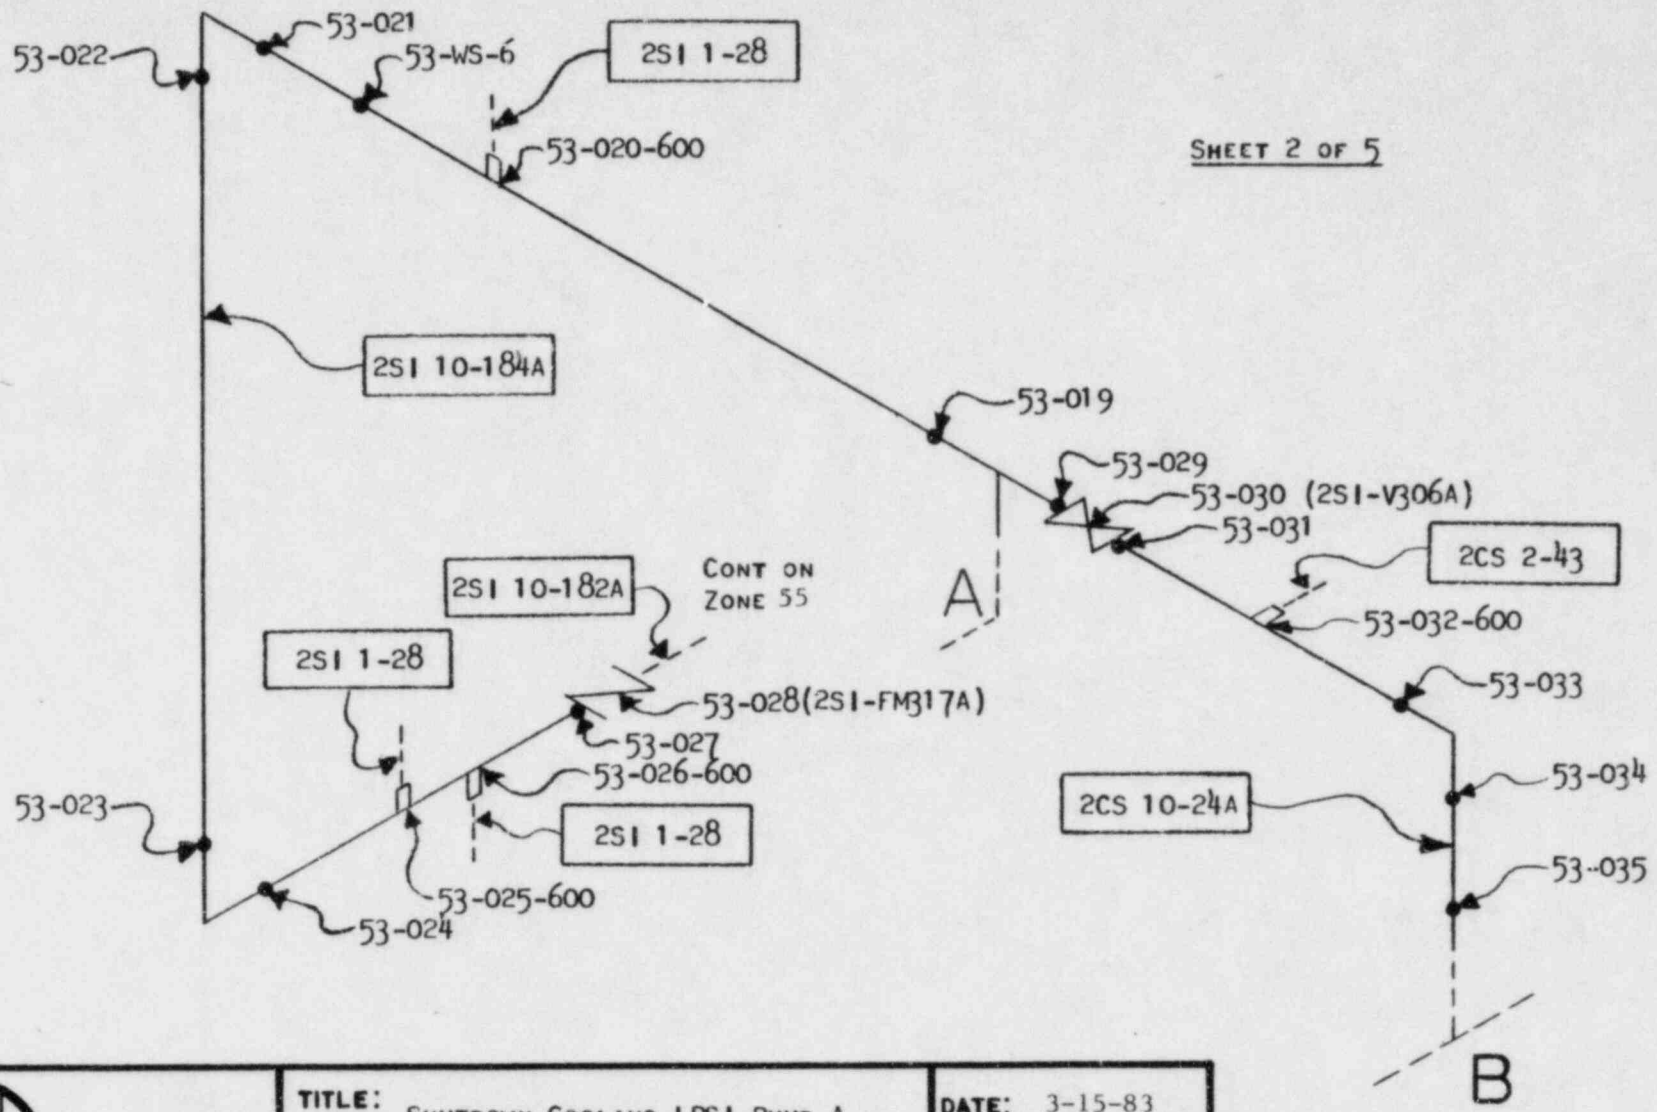 53-021
53-022
53-WS-6
2SI 1-28
53-020-600
SHEET 2 OF 5
2SI 10-184A
53-019
53-029
53-030 (2SI-V306A)
53-031
2CS 2-43
2SI 10-182A
CONT ON
ZONE 55
A
53-032-600
2SI 1-28
53-033
53-028(2SI-FM317A)
53-027
53-026-600
53-034
53-023
2CS 10-24A
2SI 1-28
53-035
53-025-600
53-024
B
TITLE:
SHUTDOWN COOLANT LPSI PUMP A
DATE: 3-15-83